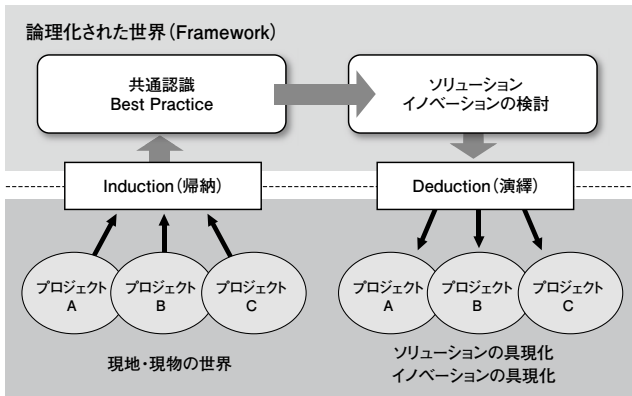 論理化された世界（Framework）
共通認識
Best Practice
ソリューション
イノベーションの検討
Induction（帰納）
Deduction（演繹）
プロジェクト
A
プロジェクト
B
プロジェクト
C
プロジェクト
A
プロジェクト
B
プロジェクト
C
現地・現物の世界
ソリューションの具現化
イノベーションの具現化